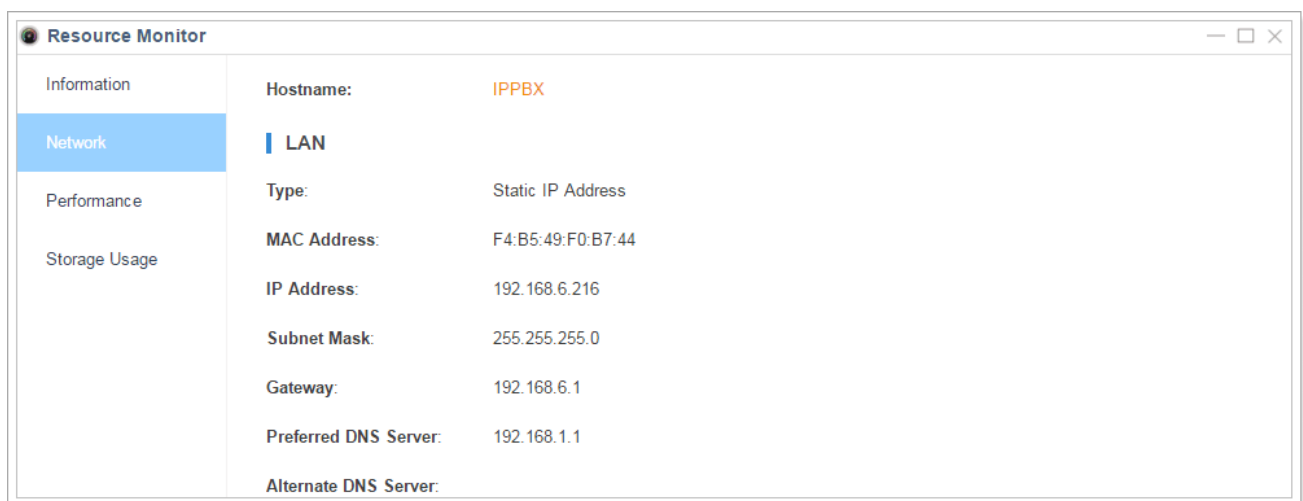 Resource Monitor
Information
Network
Performance
Storage Usage
Hostname: IPPBX
LAN
Type: Static IP Address
MAC Address: F4:B5:49:F0:B7:44
IP Address: 192.168.6.216
Subnet Mask: 255.255.255.0
Gateway: 192.168.6.1
Preferred DNS Server: 192.168.1.1
Alternate DNS Server: